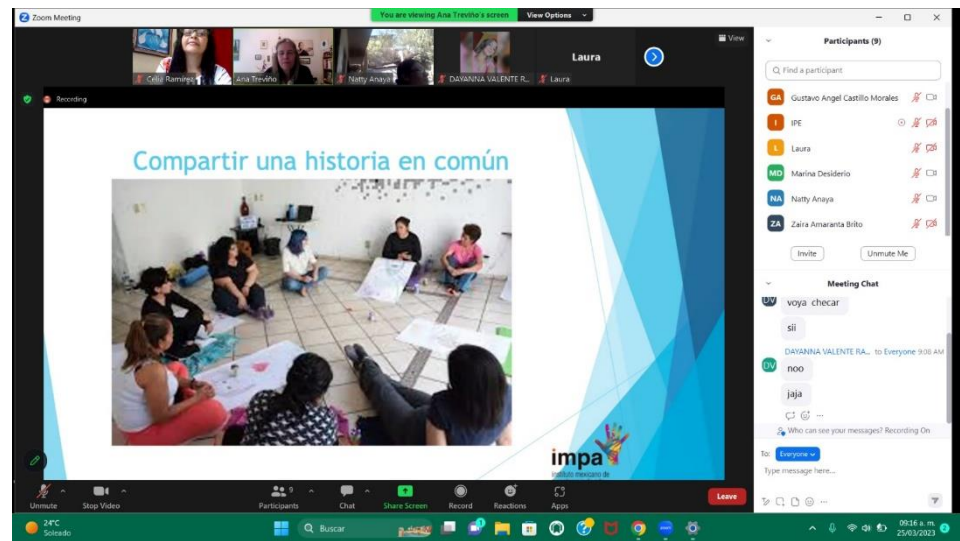 Zoom Meeting
You are viewing Ana Treviño's screen
View Options
View
Celia Ramirez
Ana Treviño
Natty Anaya
DAYANNA VALENTE R...
Laura
Laura
Recording
Compartir una historia en común
impa
instituto mexicano de
Unmute
Stop Video
Participants
9
Chat
Share Screen
Record
Reactions
Apps
Leave
Participants (9)
Find a participant
GA Gustavo Angel Castillo Morales
I IPE
L Laura
MD Marina Desiderio
NA Natty Anaya
ZA Zaira Amaranta Brito
Invite
Unmute Me
Meeting Chat
DV voya checar
sii
DAYANNA VALENTE RA... to Everyone 9:08 AM
DV noo
jaja
Who can see your messages? Recording On
To: Everyone
Type message here...
24°C
Soleado
Buscar
09:16 a. m.
25/03/2023